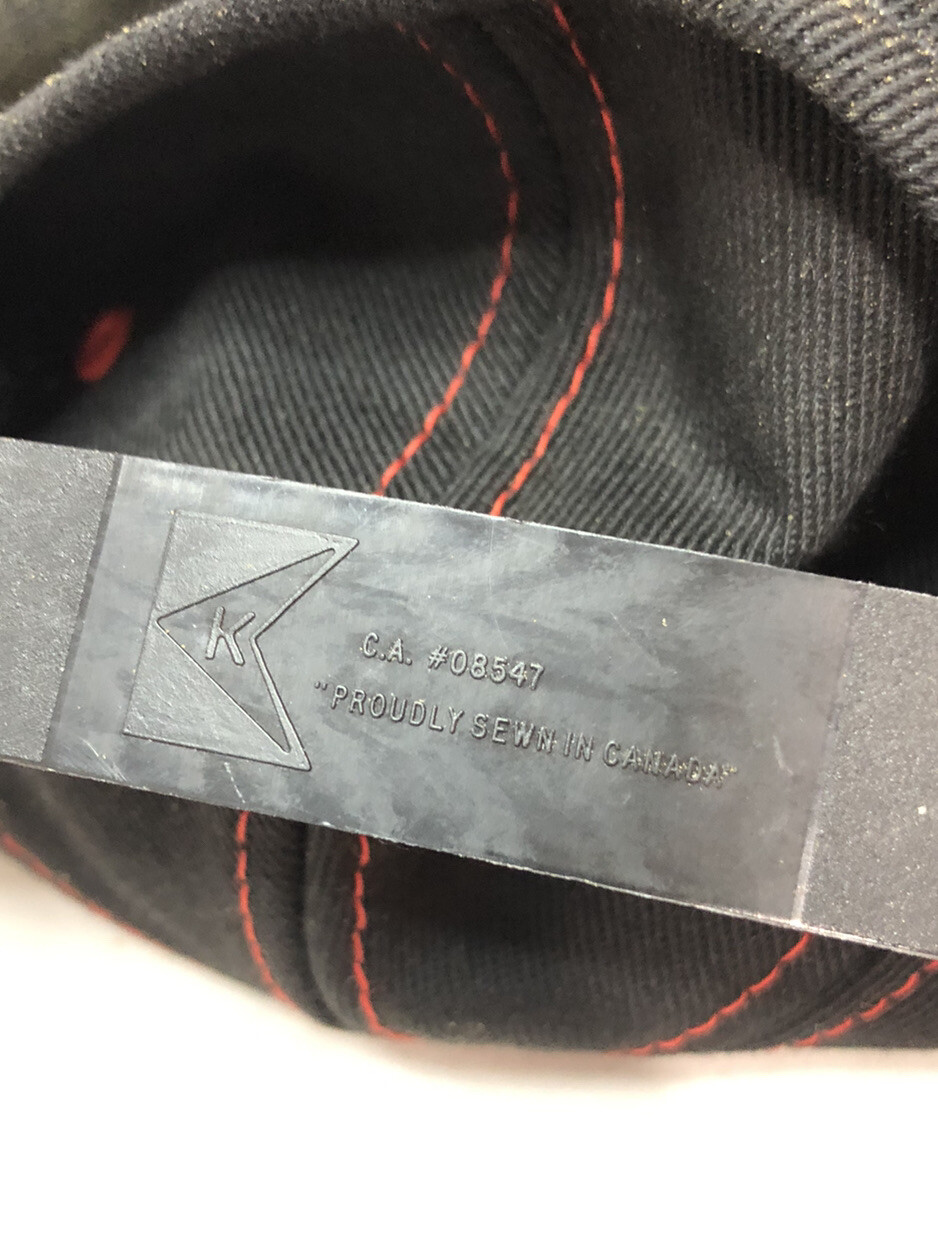 K
C.A. #08547
"PROUDLY SEWN IN CANADA"